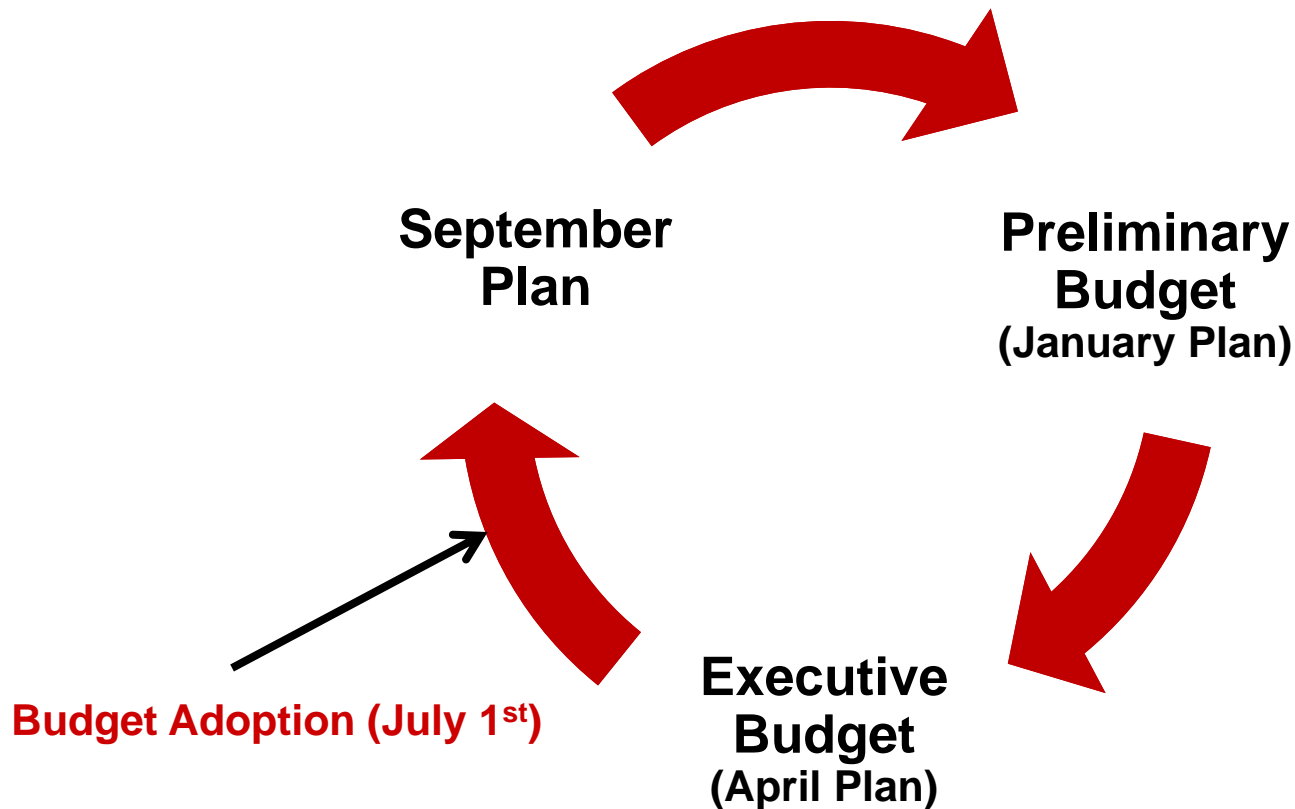 September
Plan
Preliminary
Budget
(January Plan)
Executive
Budget
(April Plan)
Budget Adoption (July 1st)